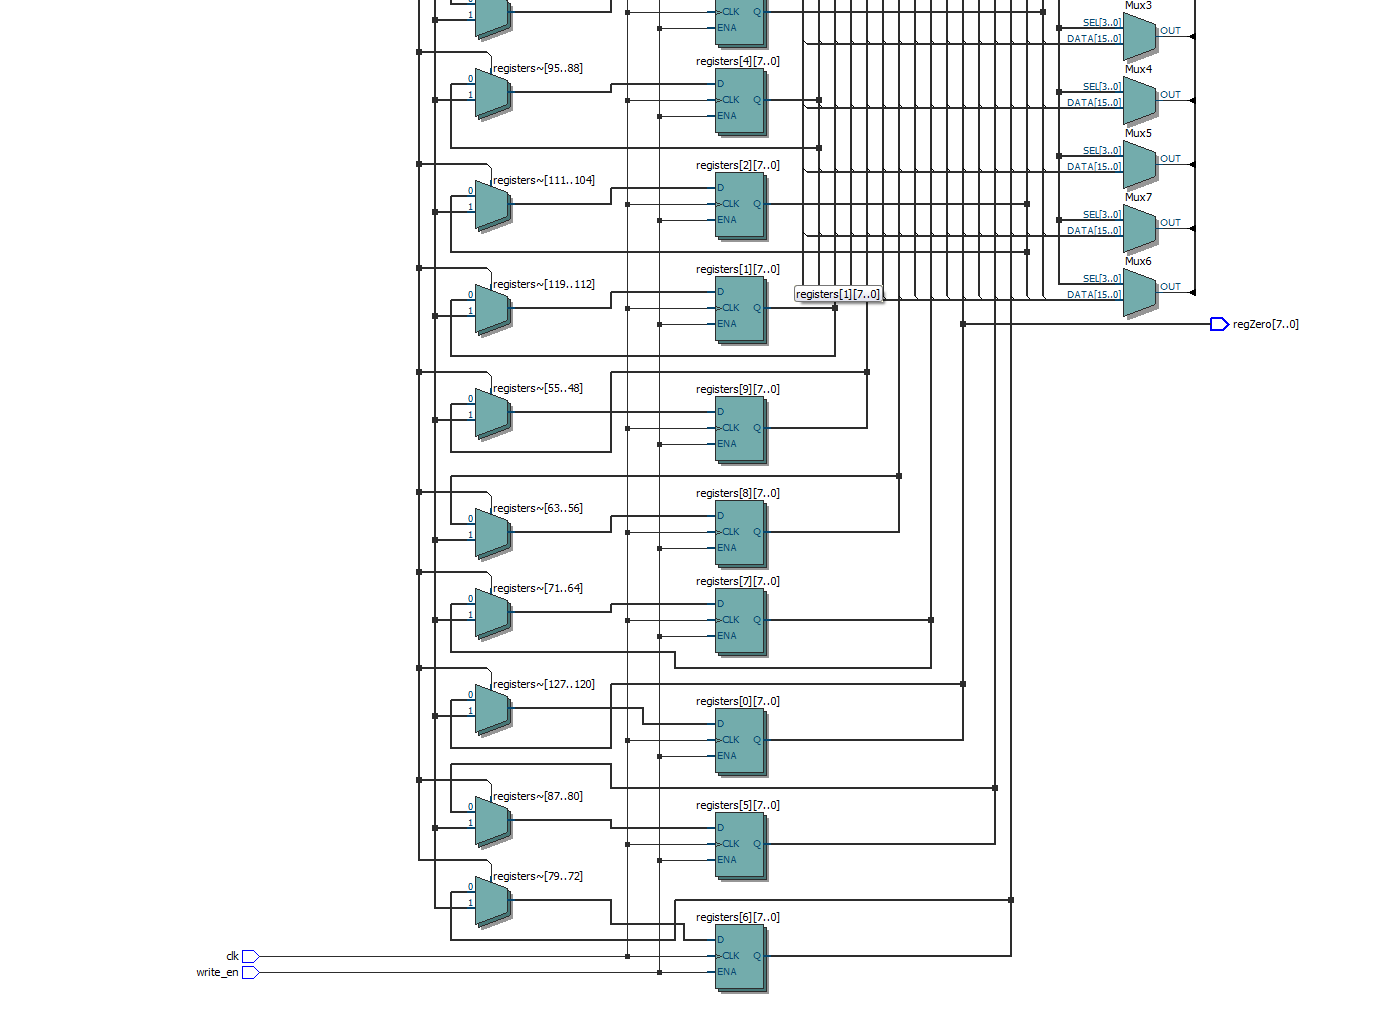 Mux3
1
CLK
Q
ENA
SEL[3..0]
DATA[15..0]
OUT
registers~[95..88]
0
1
registers[4][7..0]
D
CLK
Q
ENA
Mux4
SEL[3..0]
DATA[15..0]
OUT
Mux5
SEL[3..0]
DATA[15..0]
OUT
registers~[111..104]
0
1
registers[2][7..0]
D
CLK
Q
ENA
Mux7
SEL[3..0]
DATA[15..0]
OUT
registers~[119..112]
0
1
registers[1][7..0]
D
CLK
Q
ENA
registers[1][7..0]
Mux6
SEL[3..0]
DATA[15..0]
OUT
regZero[7..0]
registers~[55..48]
0
1
registers[9][7..0]
D
CLK
Q
ENA
registers~[63..56]
0
1
registers[8][7..0]
D
CLK
Q
ENA
registers~[71..64]
0
1
registers[7][7..0]
D
CLK
Q
ENA
registers~[127..120]
0
1
registers[0][7..0]
D
CLK
Q
ENA
registers~[87..80]
0
1
registers[5][7..0]
D
CLK
Q
ENA
registers~[79..72]
0
1
registers[6][7..0]
D
CLK
Q
ENA
clk
write_en